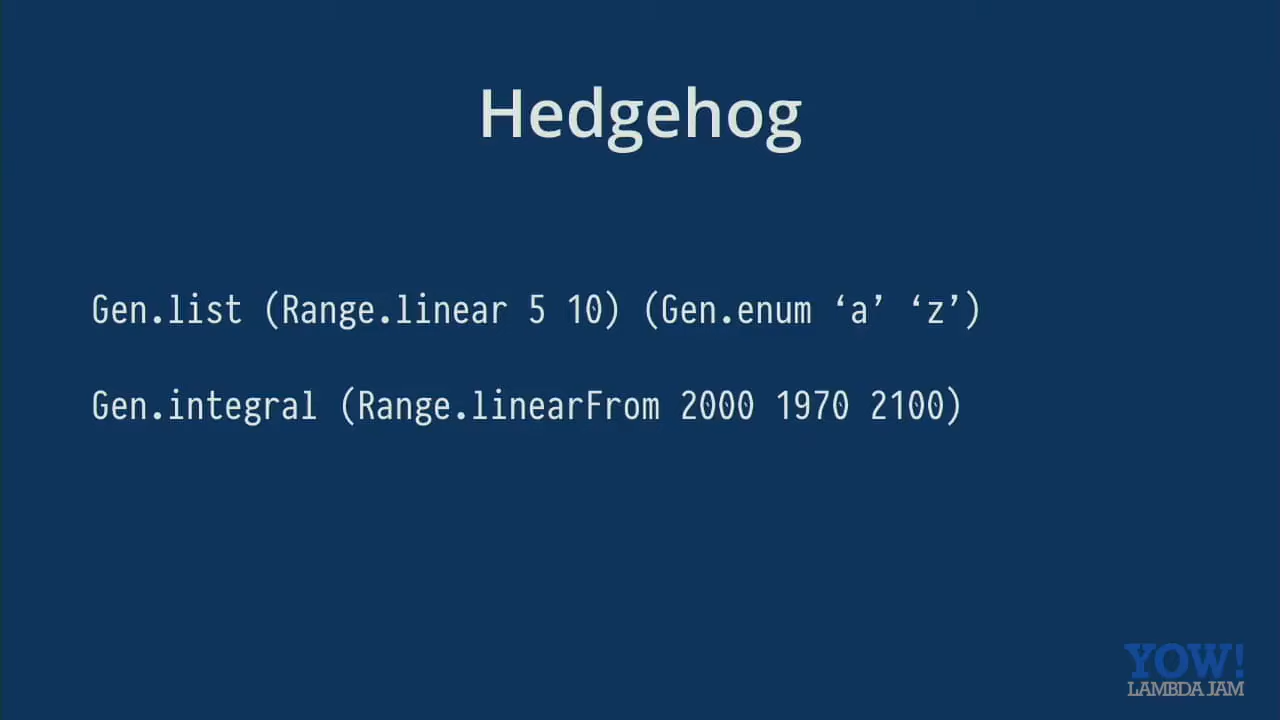 Hedgehog
Gen.list (Range.linear 5 10) (Gen.enum ‘a’ ‘z’)
Gen.integral (Range.linearFrom 2000 1970 2100)
YOW!
LAMBDA JAM